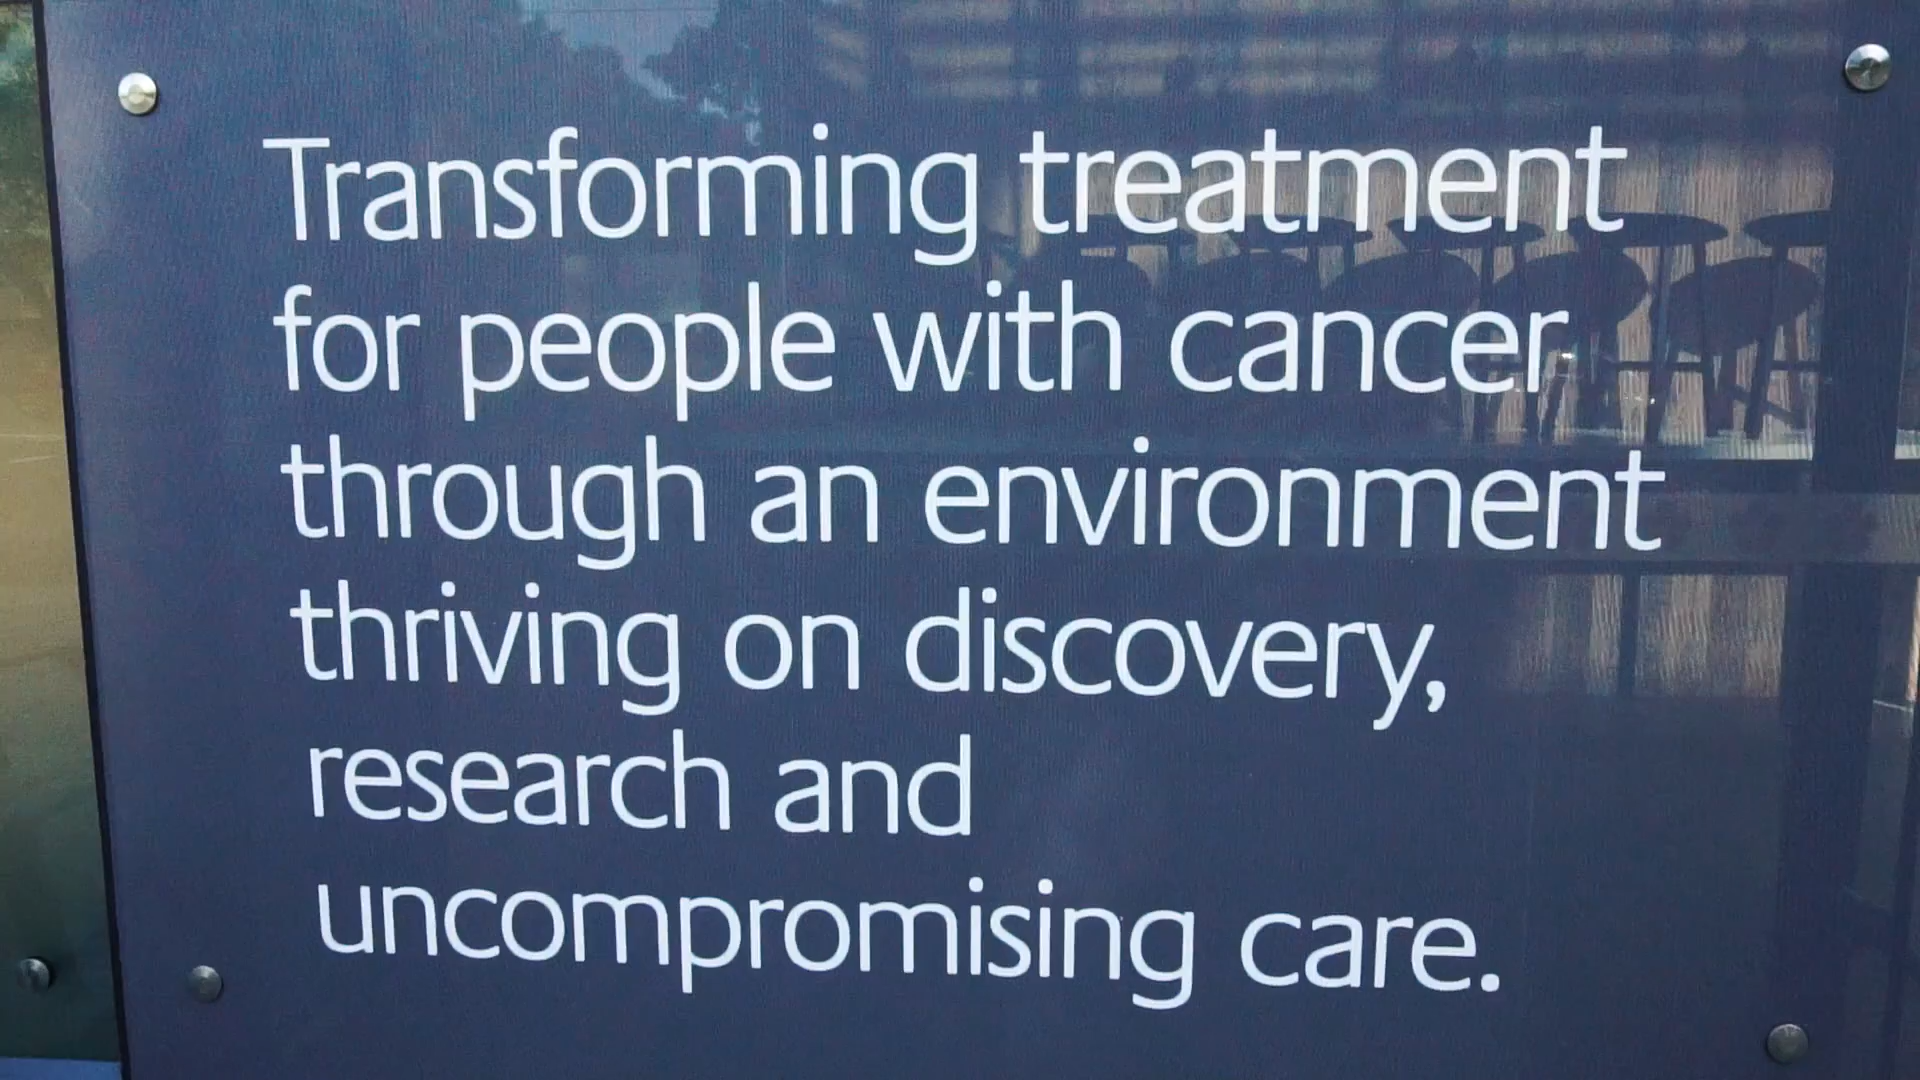 Transforming treatment
for people with cancer
through an environment
thriving on discovery,
research and
uncompromising care.